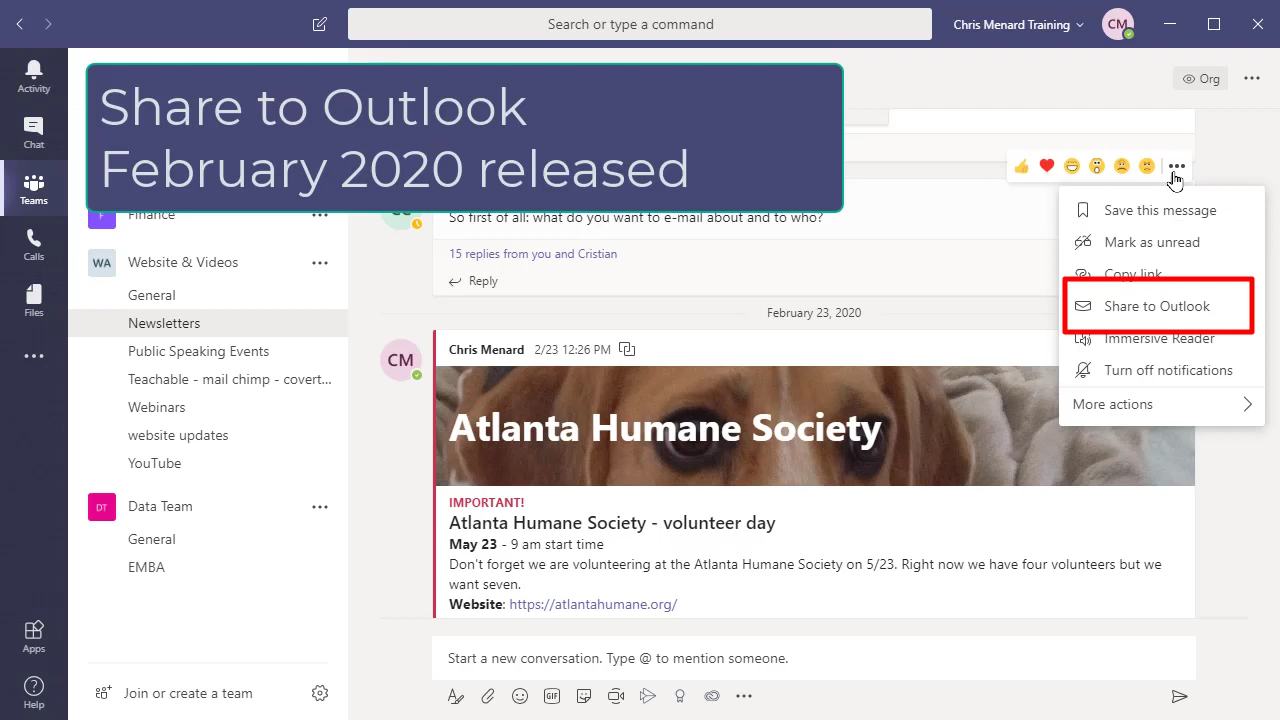 Search or type a command
Chris Menard Training
CM
Activity
Chat
Teams
Calls
Files
Apps
Help
Share to Outlook
February 2020 released
Finance
WA Website & Videos
General
Newsletters
Public Speaking Events
Teachable - mail chimp - covert...
Webinars
website updates
YouTube
DT Data Team
General
EMBA
Join or create a team
Org
So first of all: what do you want to e-mail about and to who?
15 replies from you and Cristian
Reply
February 23, 2020
CM
Chris Menard 2/23 12:26 PM
Atlanta Humane Society
IMPORTANT!
Atlanta Humane Society - volunteer day
May 23 - 9 am start time
Don't forget we are volunteering at the Atlanta Humane Society on 5/23. Right now we have four volunteers but we
want seven.
Website: https://atlantahumane.org/
Start a new conversation. Type @ to mention someone.
GIF
Save this message
Mark as unread
Copy link
Share to Outlook
Immersive Reader
Turn off notifications
More actions